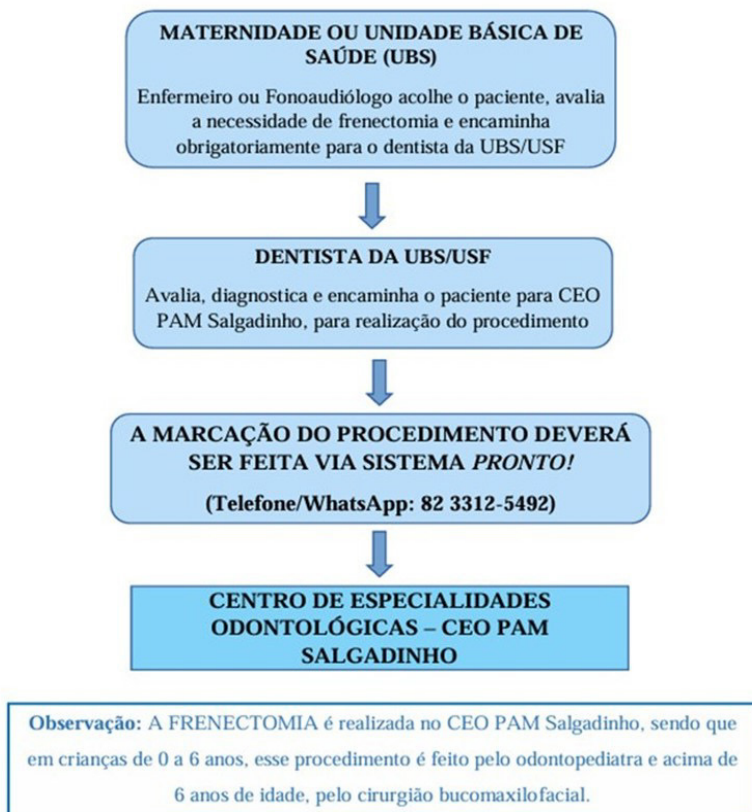 MATERNIDADE OU UNIDADE BÁSICA DE
SAÚDE (UBS)
Enfermeiro ou Fonoaudiólogo acolhe o paciente, avalia
a necessidade de frenectomia e encaminha
obrigatoriamente para o dentista da UBS/USF
DENTISTA DA UBS/USF
Avalia, diagnostica e encaminha o paciente para CEO
PAM Salgadinho, para realização do procedimento
A MARCAÇÃO DO PROCEDIMENTO DEVERÁ
SER FEITA VIA SISTEMA PRONTO!
(Telefone/WhatsApp: 82 3312-5492)
CENTRO DE ESPECIALIDADES
ODONTOLÓGICAS – CEO PAM
SALGADINHO
Observação: A FRENECTOMIA é realizada no CEO PAM Salgadinho, sendo que
em crianças de 0 a 6 anos, esse procedimento é feito pelo odontopediatra e acima de
6 anos de idade, pelo cirurgião bucomaxilofacial.